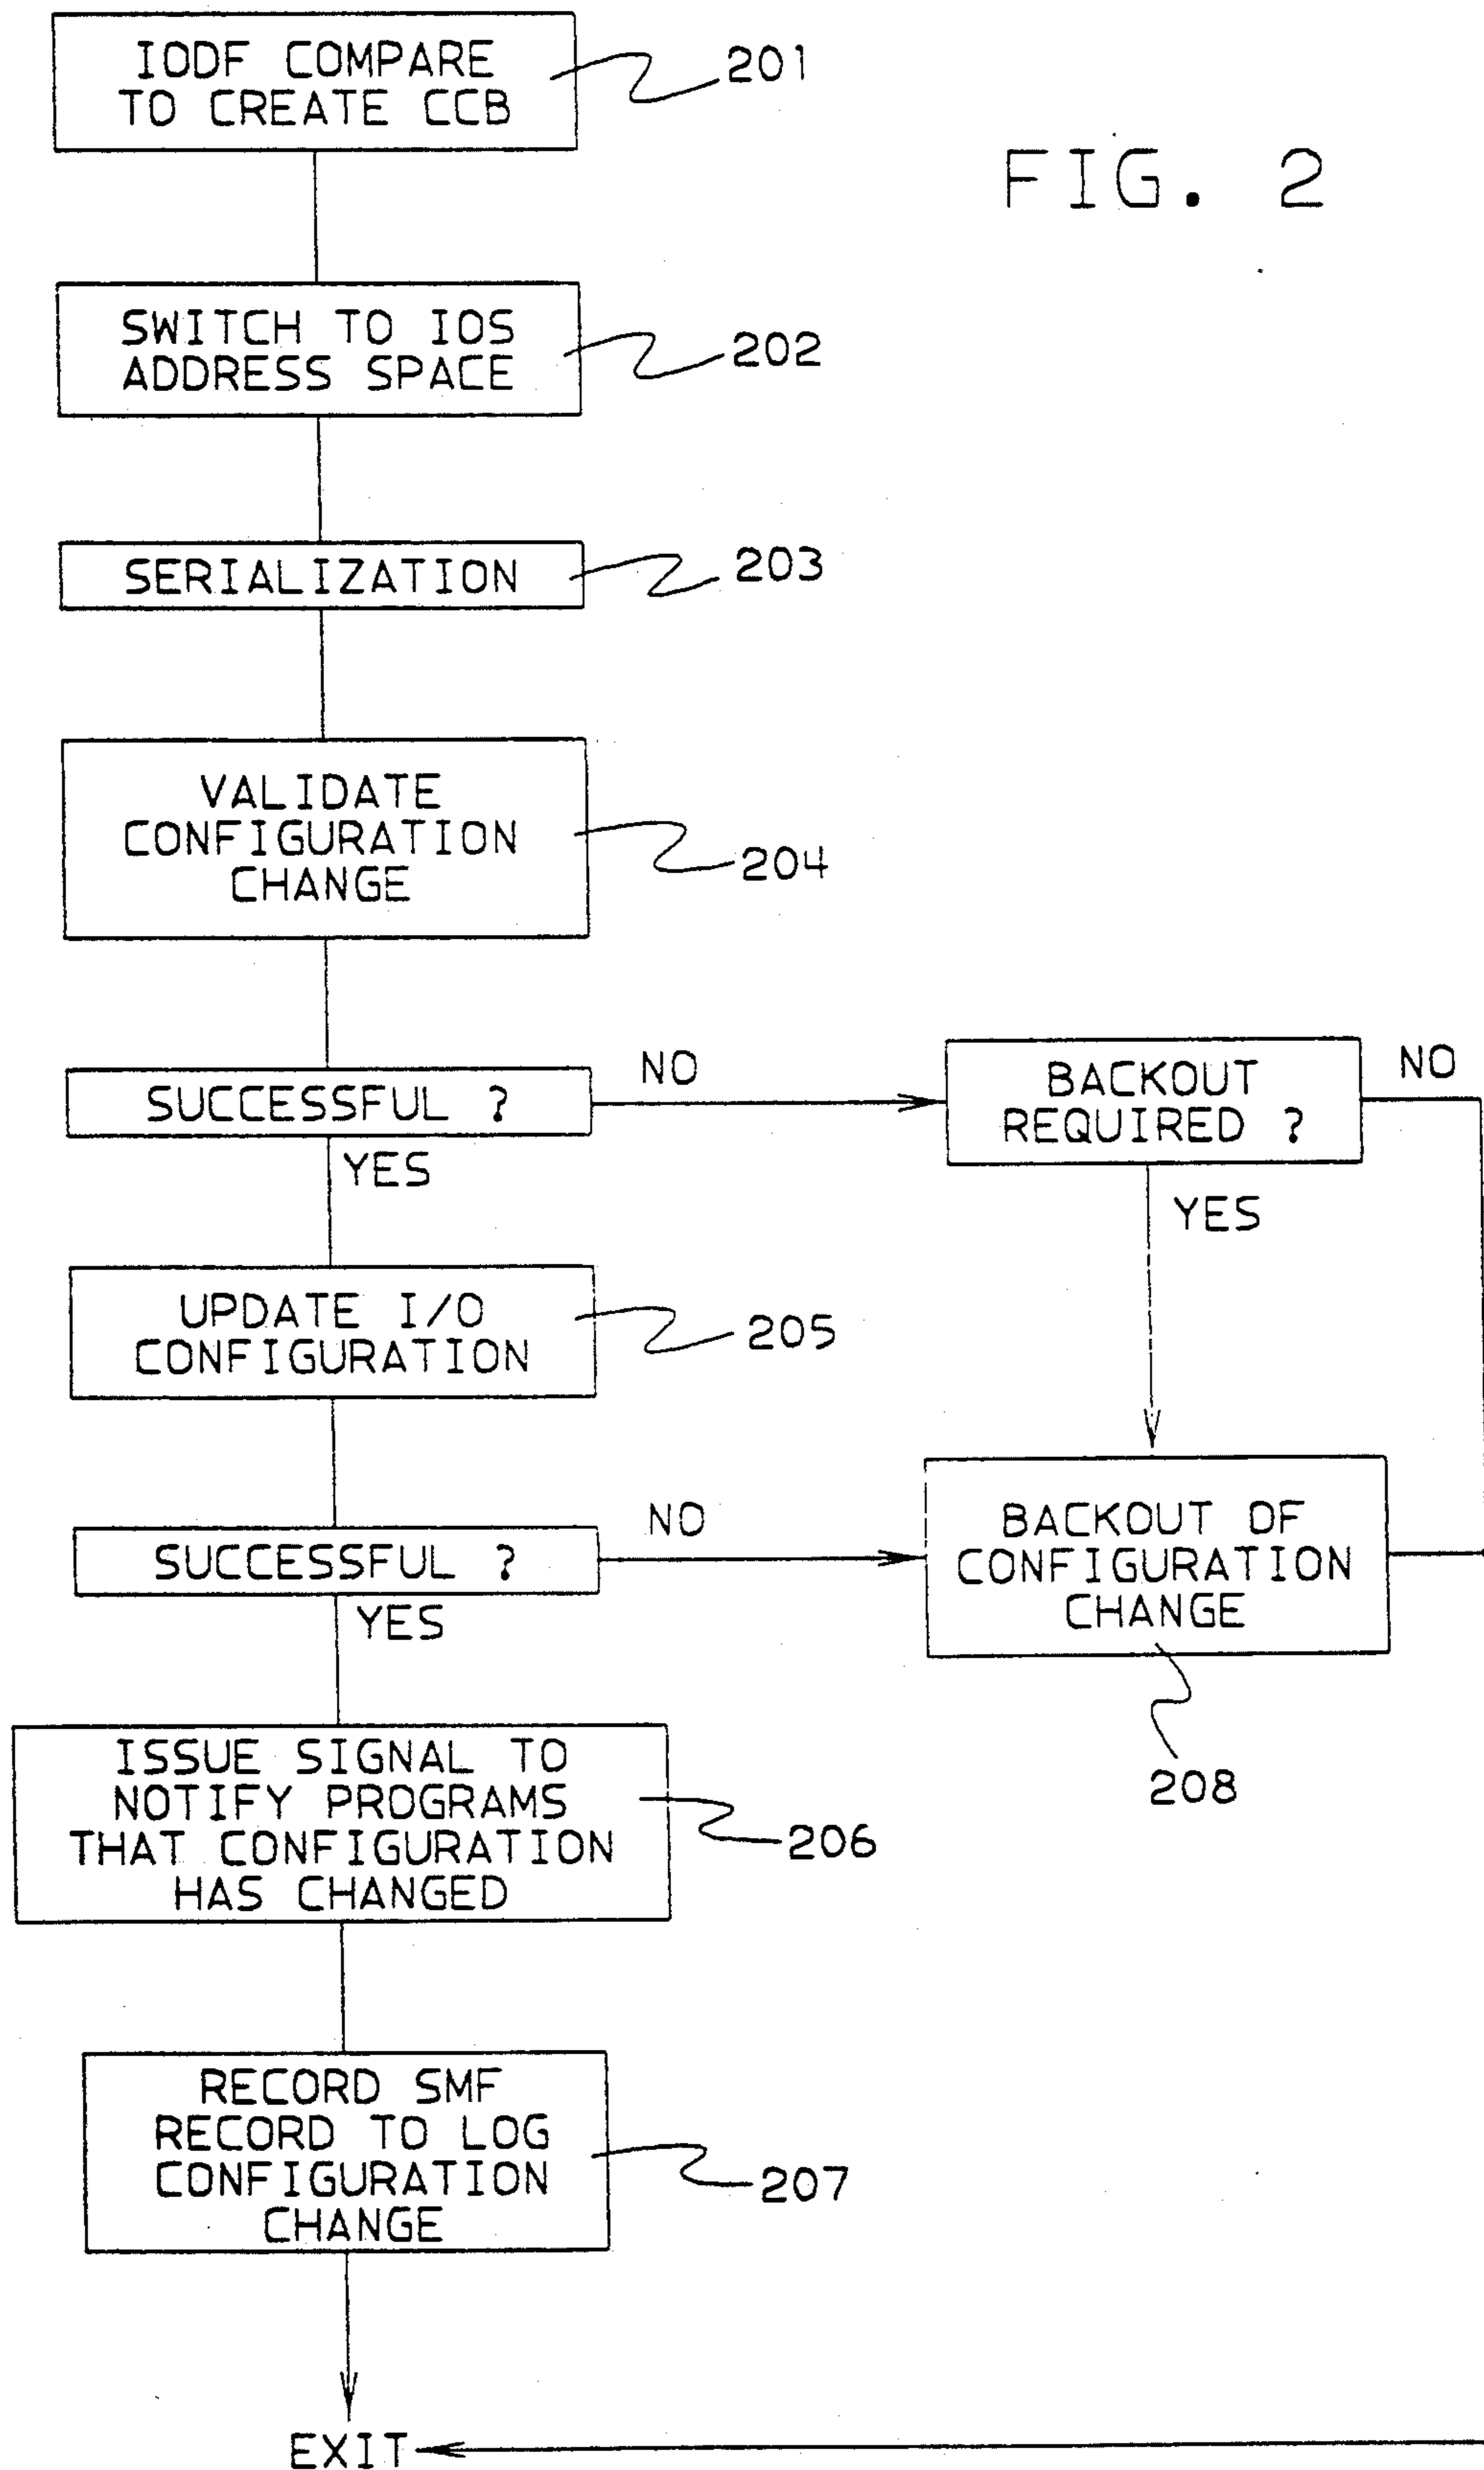 IODF COMPARE
TO CREATE CCB
201
FIG. 2
SWITCH TO IOS
ADDRESS SPACE
202
SERIALIZATION
203
VALIDATE
CONFIGURATION
CHANGE
204
SUCCESSFUL ?
NO
YES
BACKOUT
REQUIRED ?
NO
YES
UPDATE I/O
CONFIGURATION
205
SUCCESSFUL ?
NO
YES
BACKOUT OF
CONFIGURATION
CHANGE
208
ISSUE SIGNAL TO
NOTIFY PROGRAMS
THAT CONFIGURATION
HAS CHANGED
206
RECORD SMF
RECORD TO LOG
CONFIGURATION
CHANGE
207
EXIT